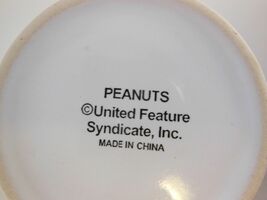 PEANUTS
©United Feature
Syndicate, Inc.
MADE IN CHINA